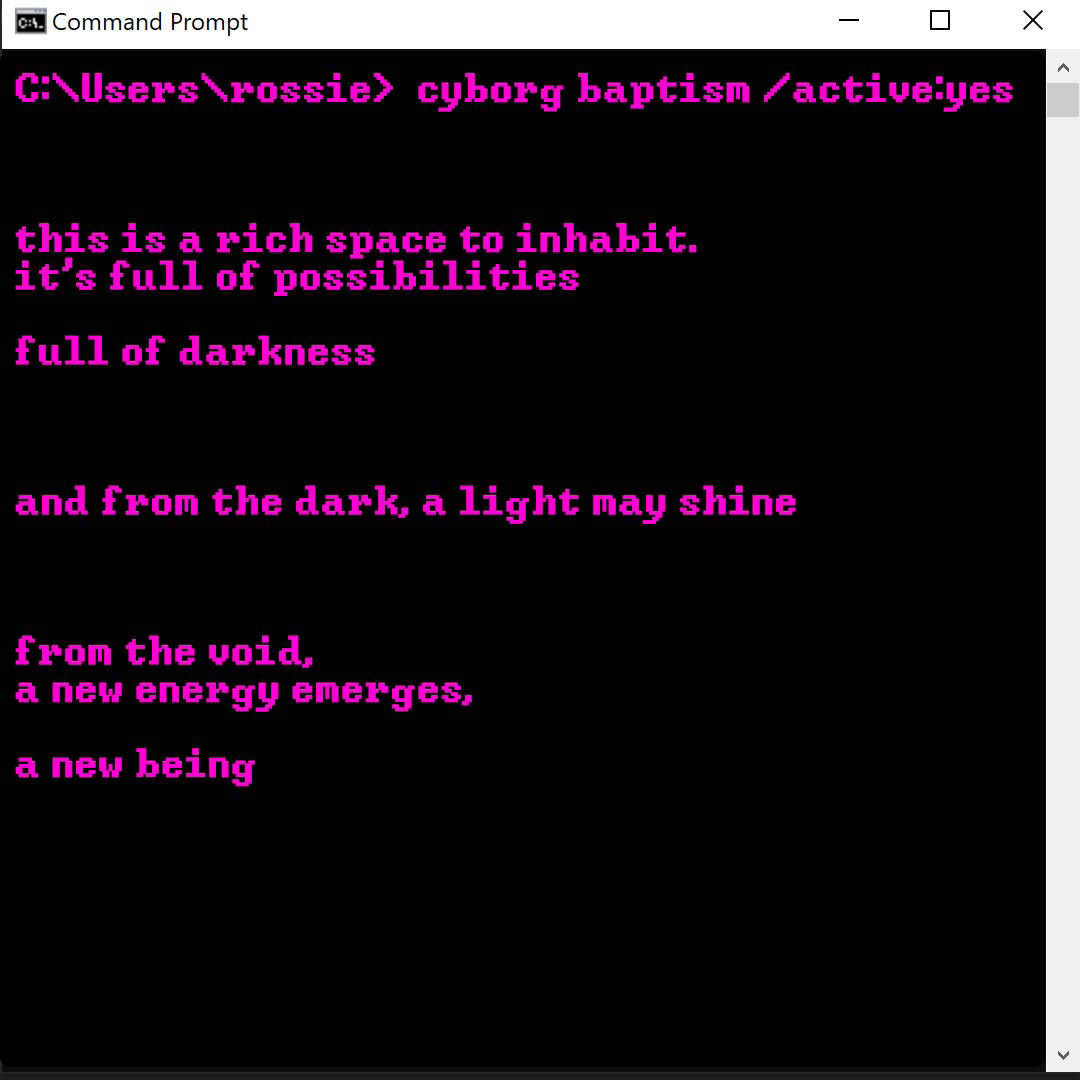 Command Prompt
C:\Users\rossie> cyborg baptism /active:yes
this is a rich space to inhabit.
it's full of possibilities
full of darkness
and from the dark, a light may shine
from the void,
a new energy emerges,
a new being